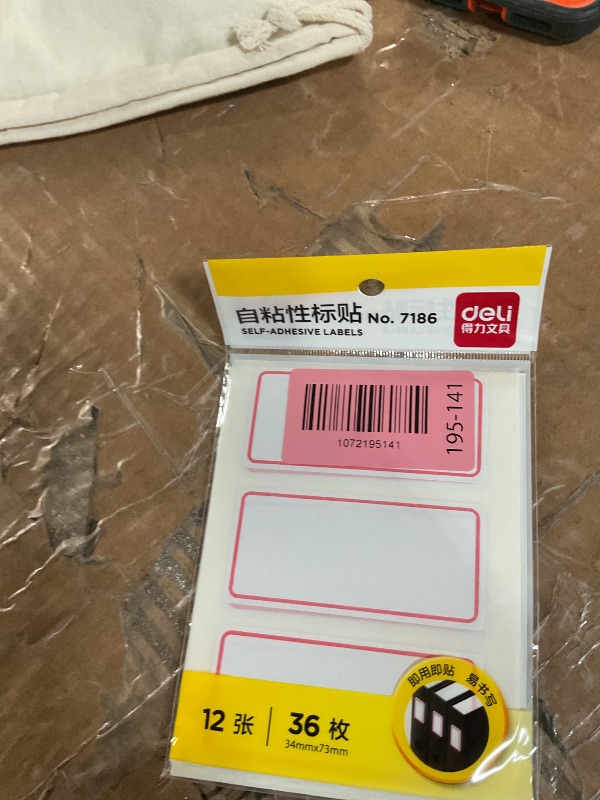 自粘性标贴 No. 7186
SELF-ADHESIVE LABELS
deli
得力文具
1072195141
195-141
即用即贴 易书写
12 张
36 枚
34mmx73mm